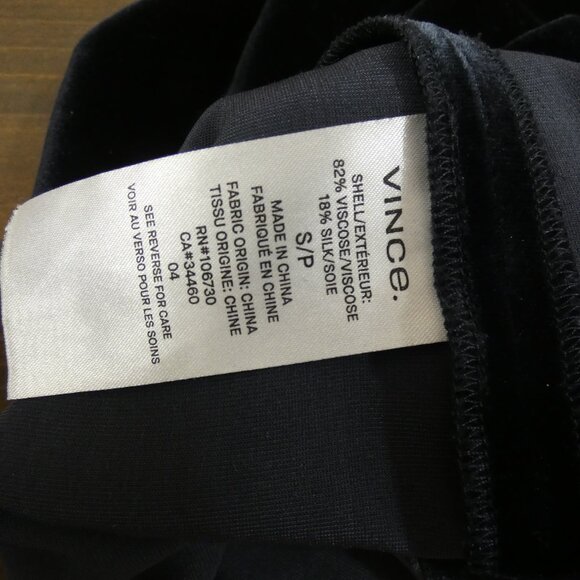 VINCE.
SHELL/EXTÉRIEUR:
82% VISCOSE/VISCOSE
18% SILK/SOIE
S/P
MADE IN CHINA
FABRIQUÉ EN CHINE
FABRIC ORIGIN: CHINA
TISSU ORIGINE: CHINE
RN#106730
CA#34460
04
SEE REVERSE FOR CARE
VOIR AU VERSO POUR LES SOINS